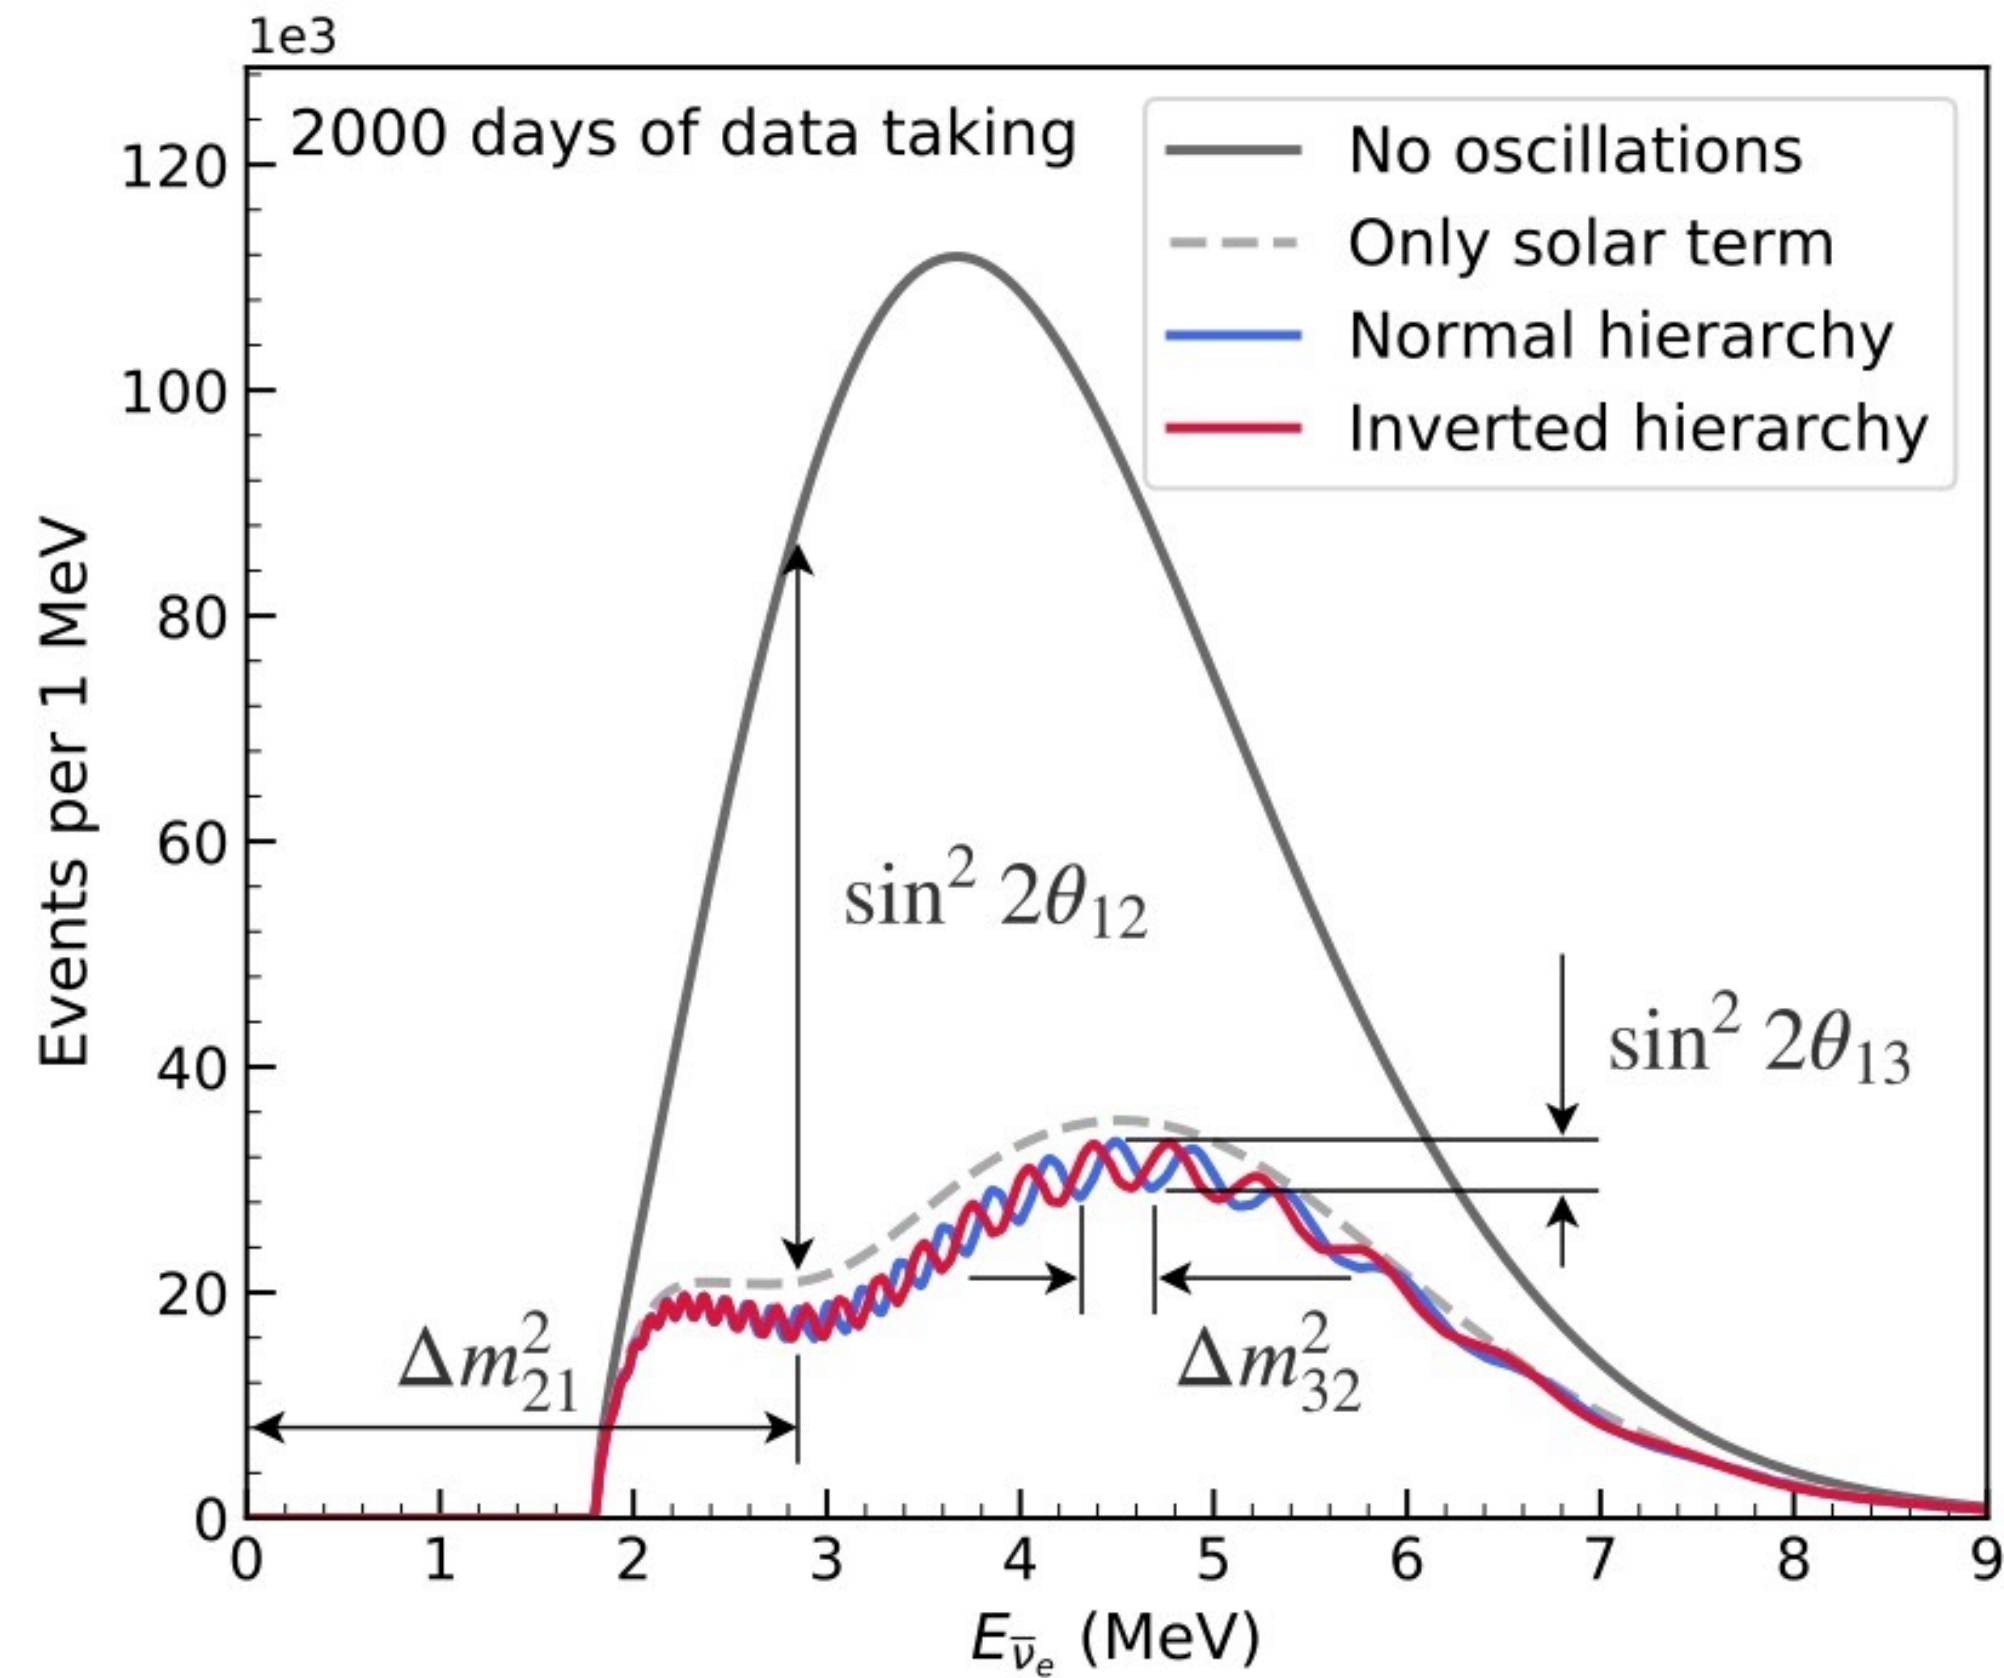 1e3
2000 days of data taking
No oscillations
Only solar term
Normal hierarchy
Inverted hierarchy
Events per 1 MeV
120
100
80
60
40
20
0
sin² 2θ₁₂
sin² 2θ₁₃
Δm²₂₁
Δm²₃₂
0 1 2 3 4 5 6 7 8 9
E_ν̅ₑ (MeV)